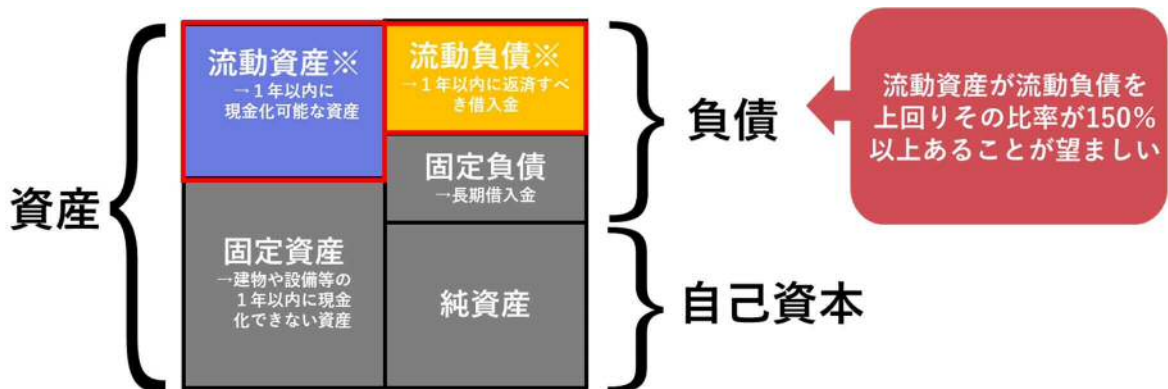 資産
流動資産※
→１年以内に
現金化可能な資産
固定資産
→建物や設備等の
１年以内に現金
化できない資産
流動負債※
→１年以内に返済すべ
き借入金
固定負債
→長期借入金
純資産
負債
自己資本
流動資産が流動負債を
上回りその比率が150%
以上あることが望ましい